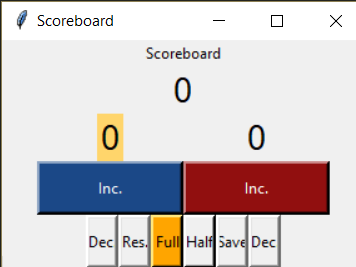 Scoreboard
Scoreboard
0
0 0
Inc. Inc.
Dec Res. Full Half Save Dec